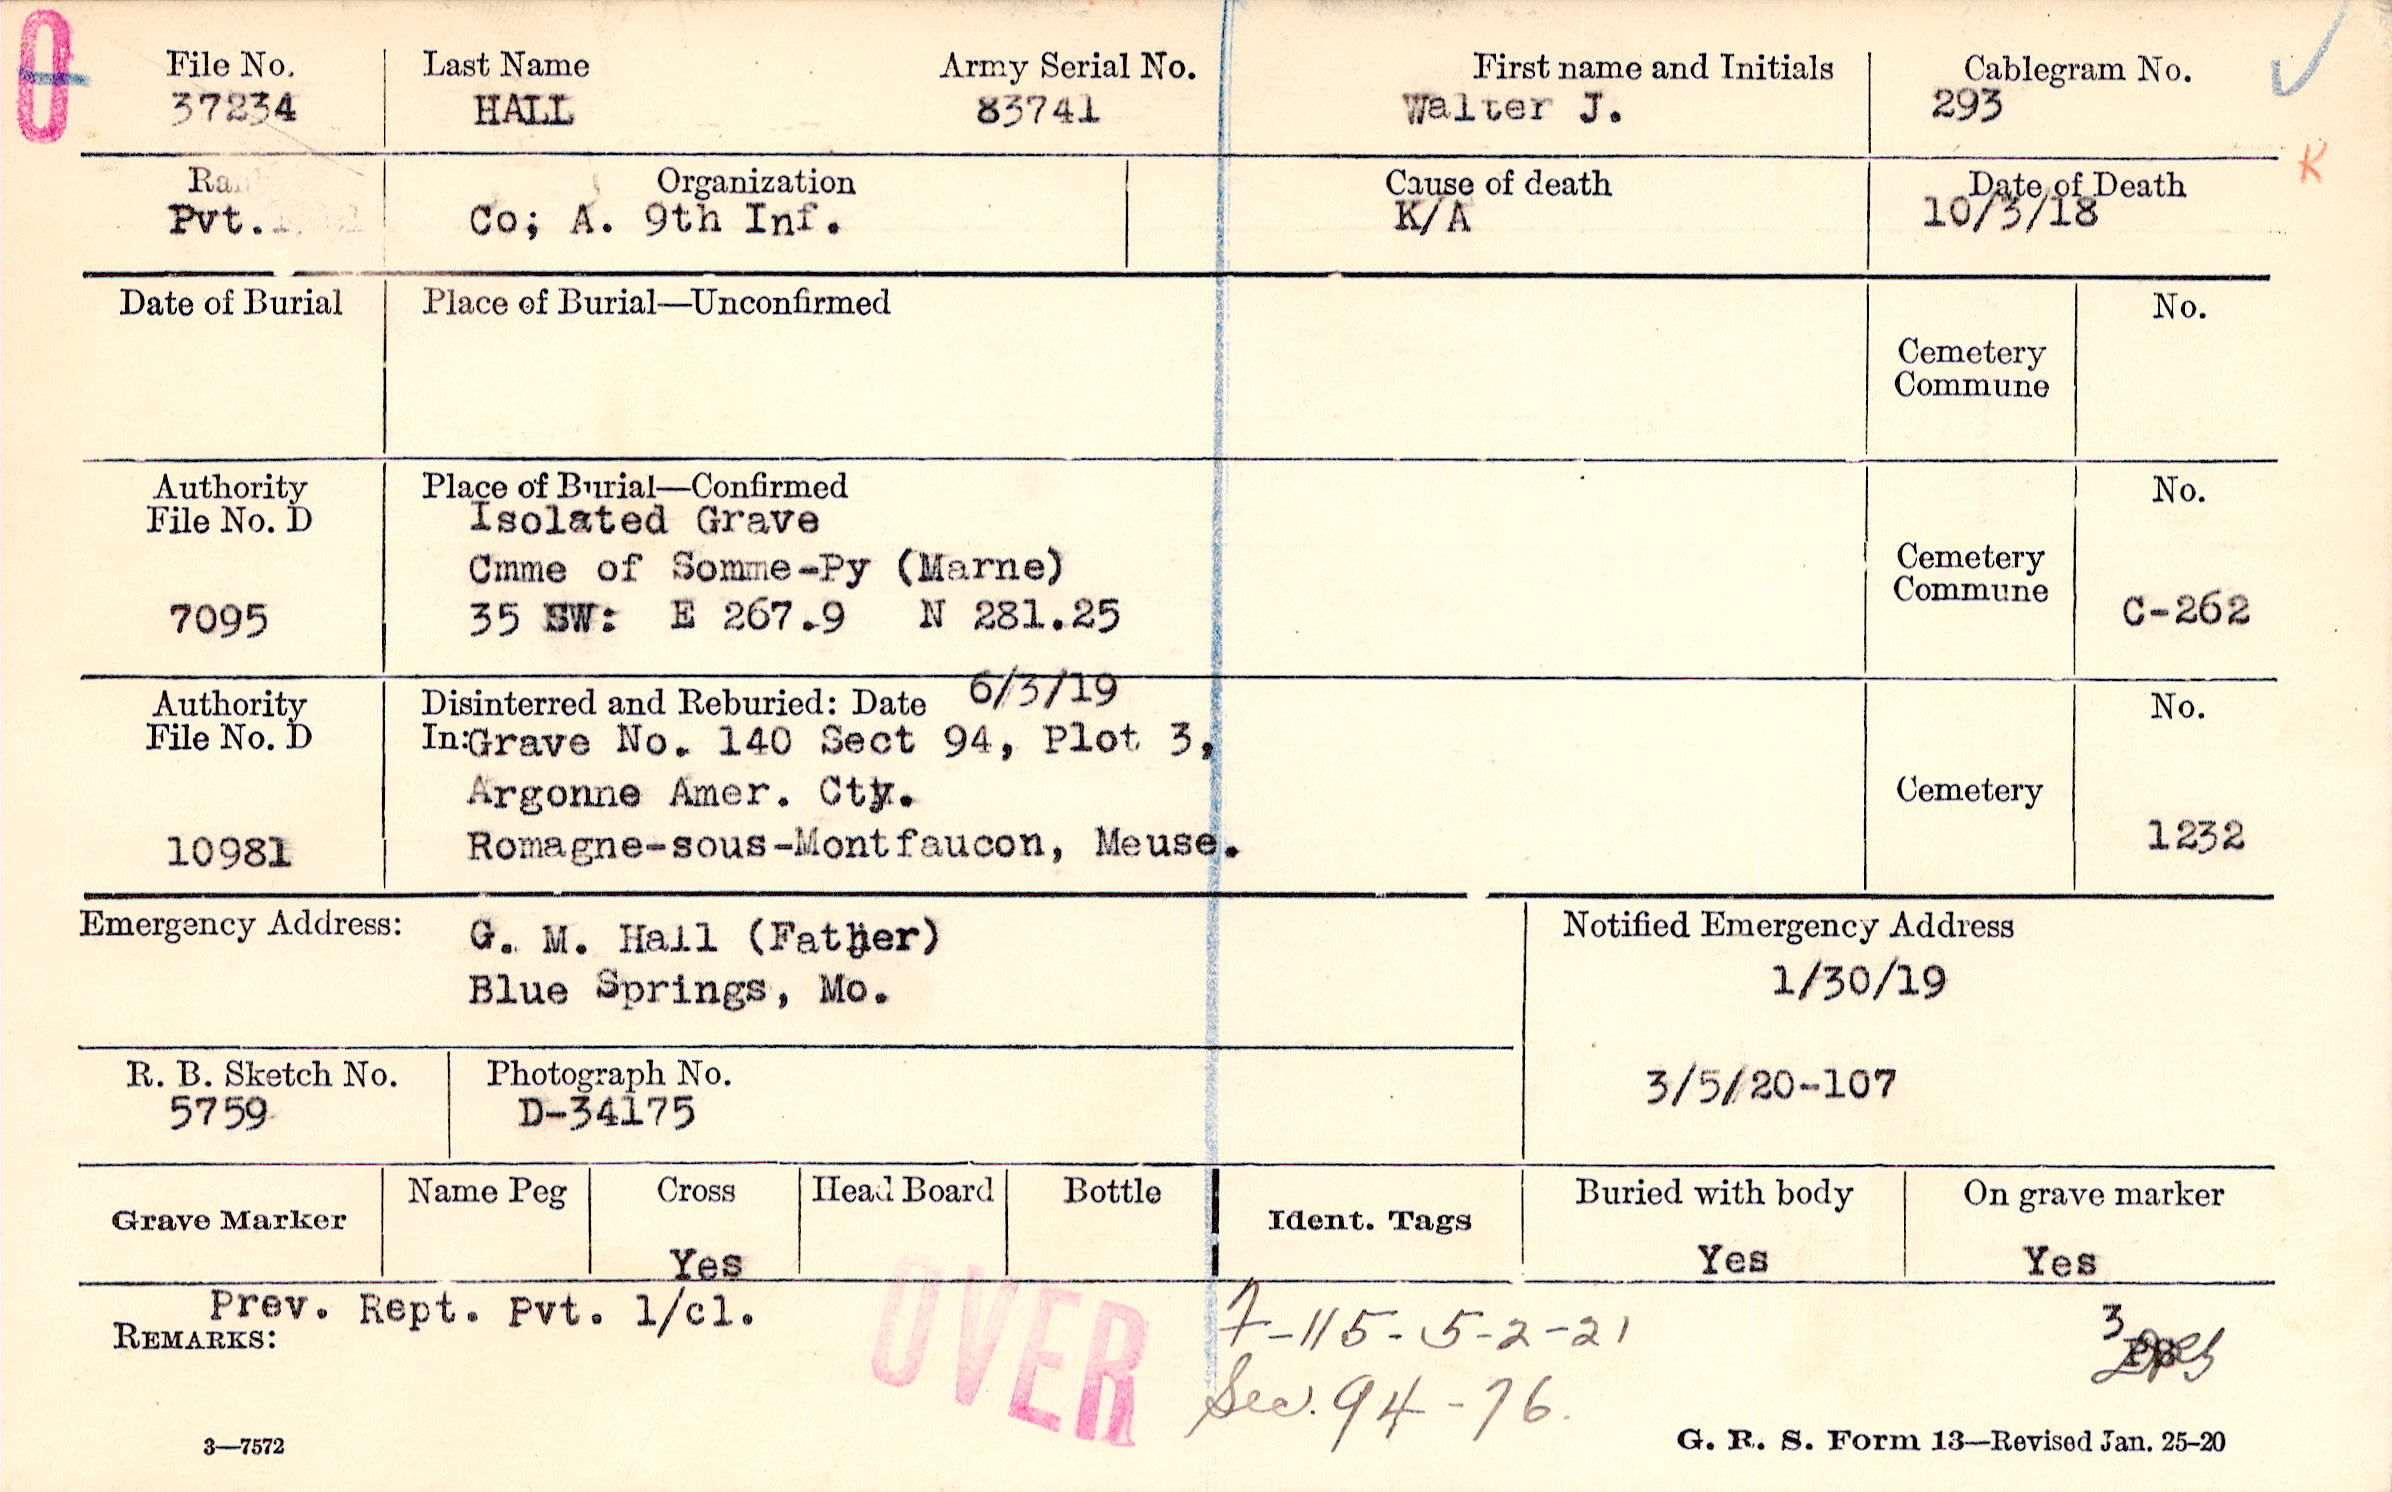 O
File No. Last Name Army Serial No. First name and Initials Cablegram No.
37234 HALL 83741 Walter J. 293
K
Organization Cause of death Date of Death
Pvt. Co; A. 9th Inf. K/A 10/3/18
Date of Burial Place of Burial—Unconfirmed No.
Cemetery
Commune
Authority Place of Burial—Confirmed No.
File No. D Isolated Grave
Cmme of Somme-Py (Marne) Cemetery
Commune
7095 35 SW: E 267.9 N 281.25 C-262
Authority Disinterred and Reburied: Date 6/3/19 No.
File No. D In: Grave No. 140 Sect 94, Plot 3,
Argonne Amer. Cty. Cemetery
10981 Romagne-sous-Montfaucon, Meuse. 1232
Emergency Address: G. M. Hall (Father) Notified Emergency Address
Blue Springs, Mo. 1/30/19
R. B. Sketch No. Photograph No. 3/5/20-107
5759 D-34175
Name Peg Cross Head Board Bottle Buried with body On grave marker
Grave Marker Ident. Tags
Yes Yes Yes
Prev. Rept. Pvt. 1/cl. 7-115-5-2-21 3
REMARKS: OVER
Sec. 94-76.
3—7572 G. R. S. Form 13—Revised Jan. 25-20